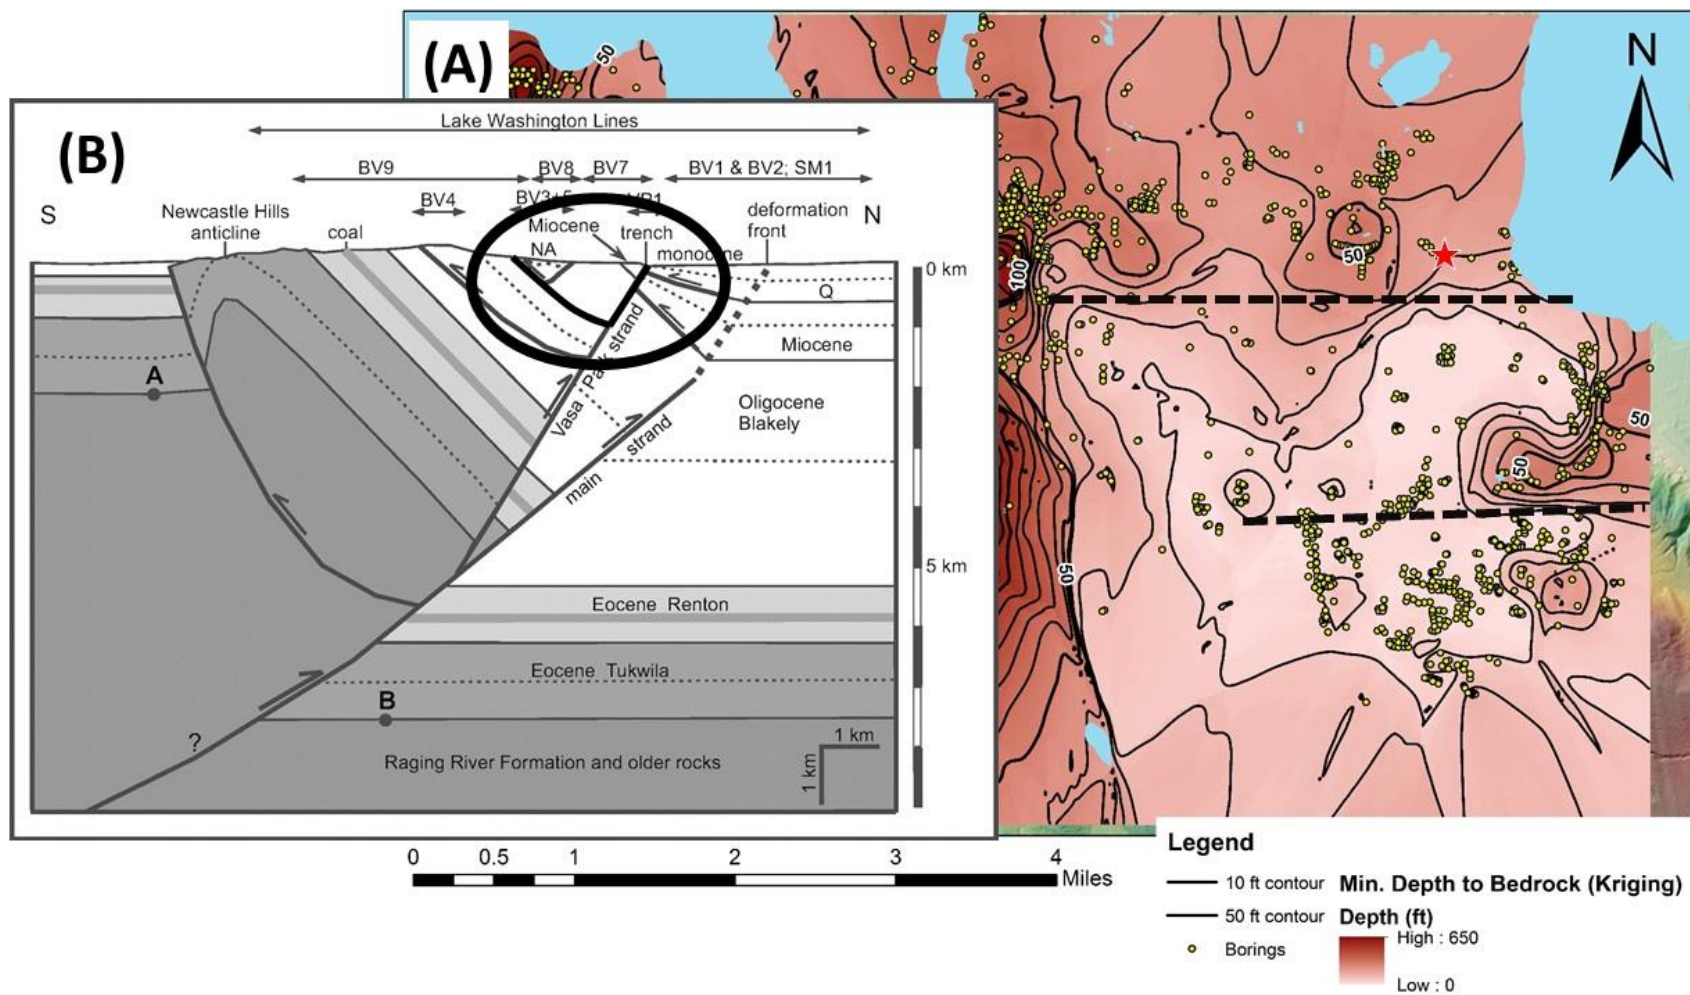 (A)
50
N
(B)
Lake Washington Lines
BV9
BV8
BV7
BV1 & BV2; SM1
BV4
S
Newcastle Hills
anticline
coal
Miocene
NA
trench
monocline
deformation
front
N
0 km
Q
Miocene
Vasa Park strand
main strand
Oligocene
Blakely
A
5 km
Eocene Renton
Eocene Tukwila
B
?
Raging River Formation and older rocks
1 km
1 km
100
50
50
50
50
0 0.5 1 2 3 4
Miles
Legend
10 ft contour
50 ft contour
Borings
Min. Depth to Bedrock (Kriging)
Depth (ft)
High : 650
Low : 0